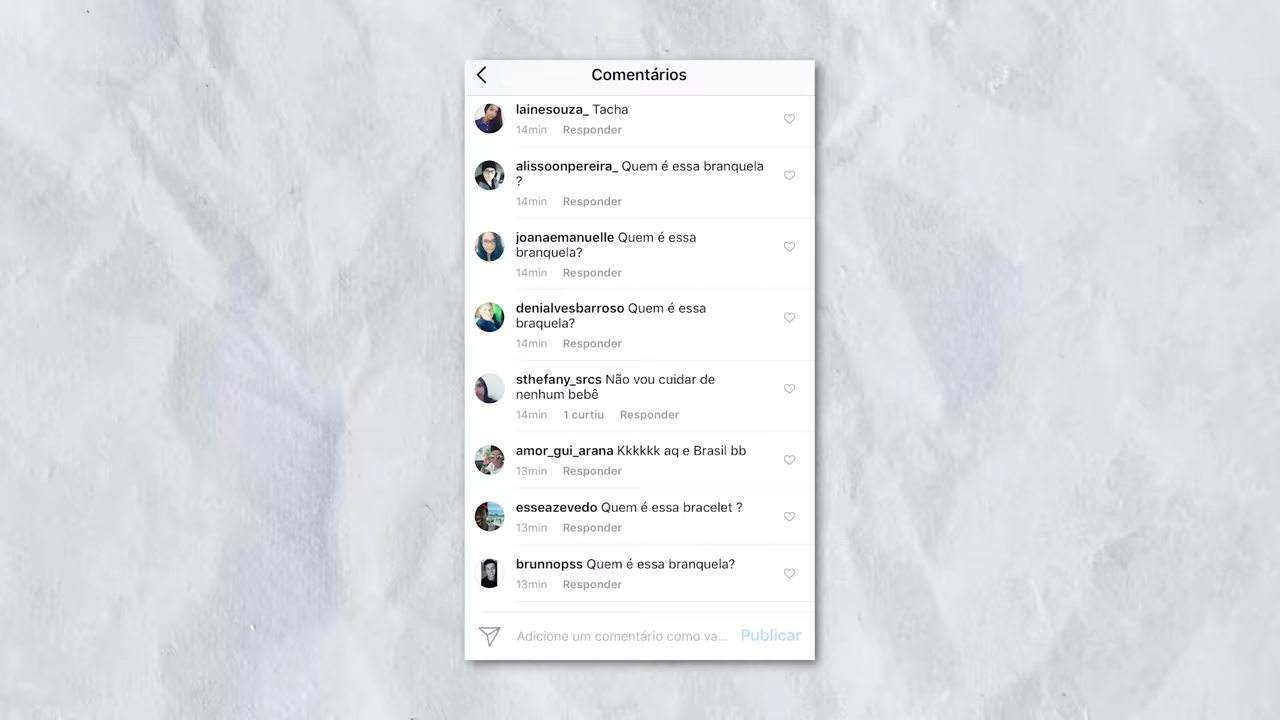 Comentários
lainesouza_ Tacha
14min Responder
alissoonpereira_ Quem é essa branquela
?
14min Responder
joanaemanuelle Quem é essa
branquela?
14min Responder
denialvesbarroso Quem é essa
braquela?
14min Responder
sthefany_srcs Não vou cuidar de
nenhum bebê
14min 1 curtiu Responder
amor_gui_arana Kkkkkk aq e Brasil bb
13min Responder
esseazevedo Quem é essa bracelet ?
13min Responder
brunnopss Quem é essa branquela?
13min Responder
Adicione um comentário como va... Publicar